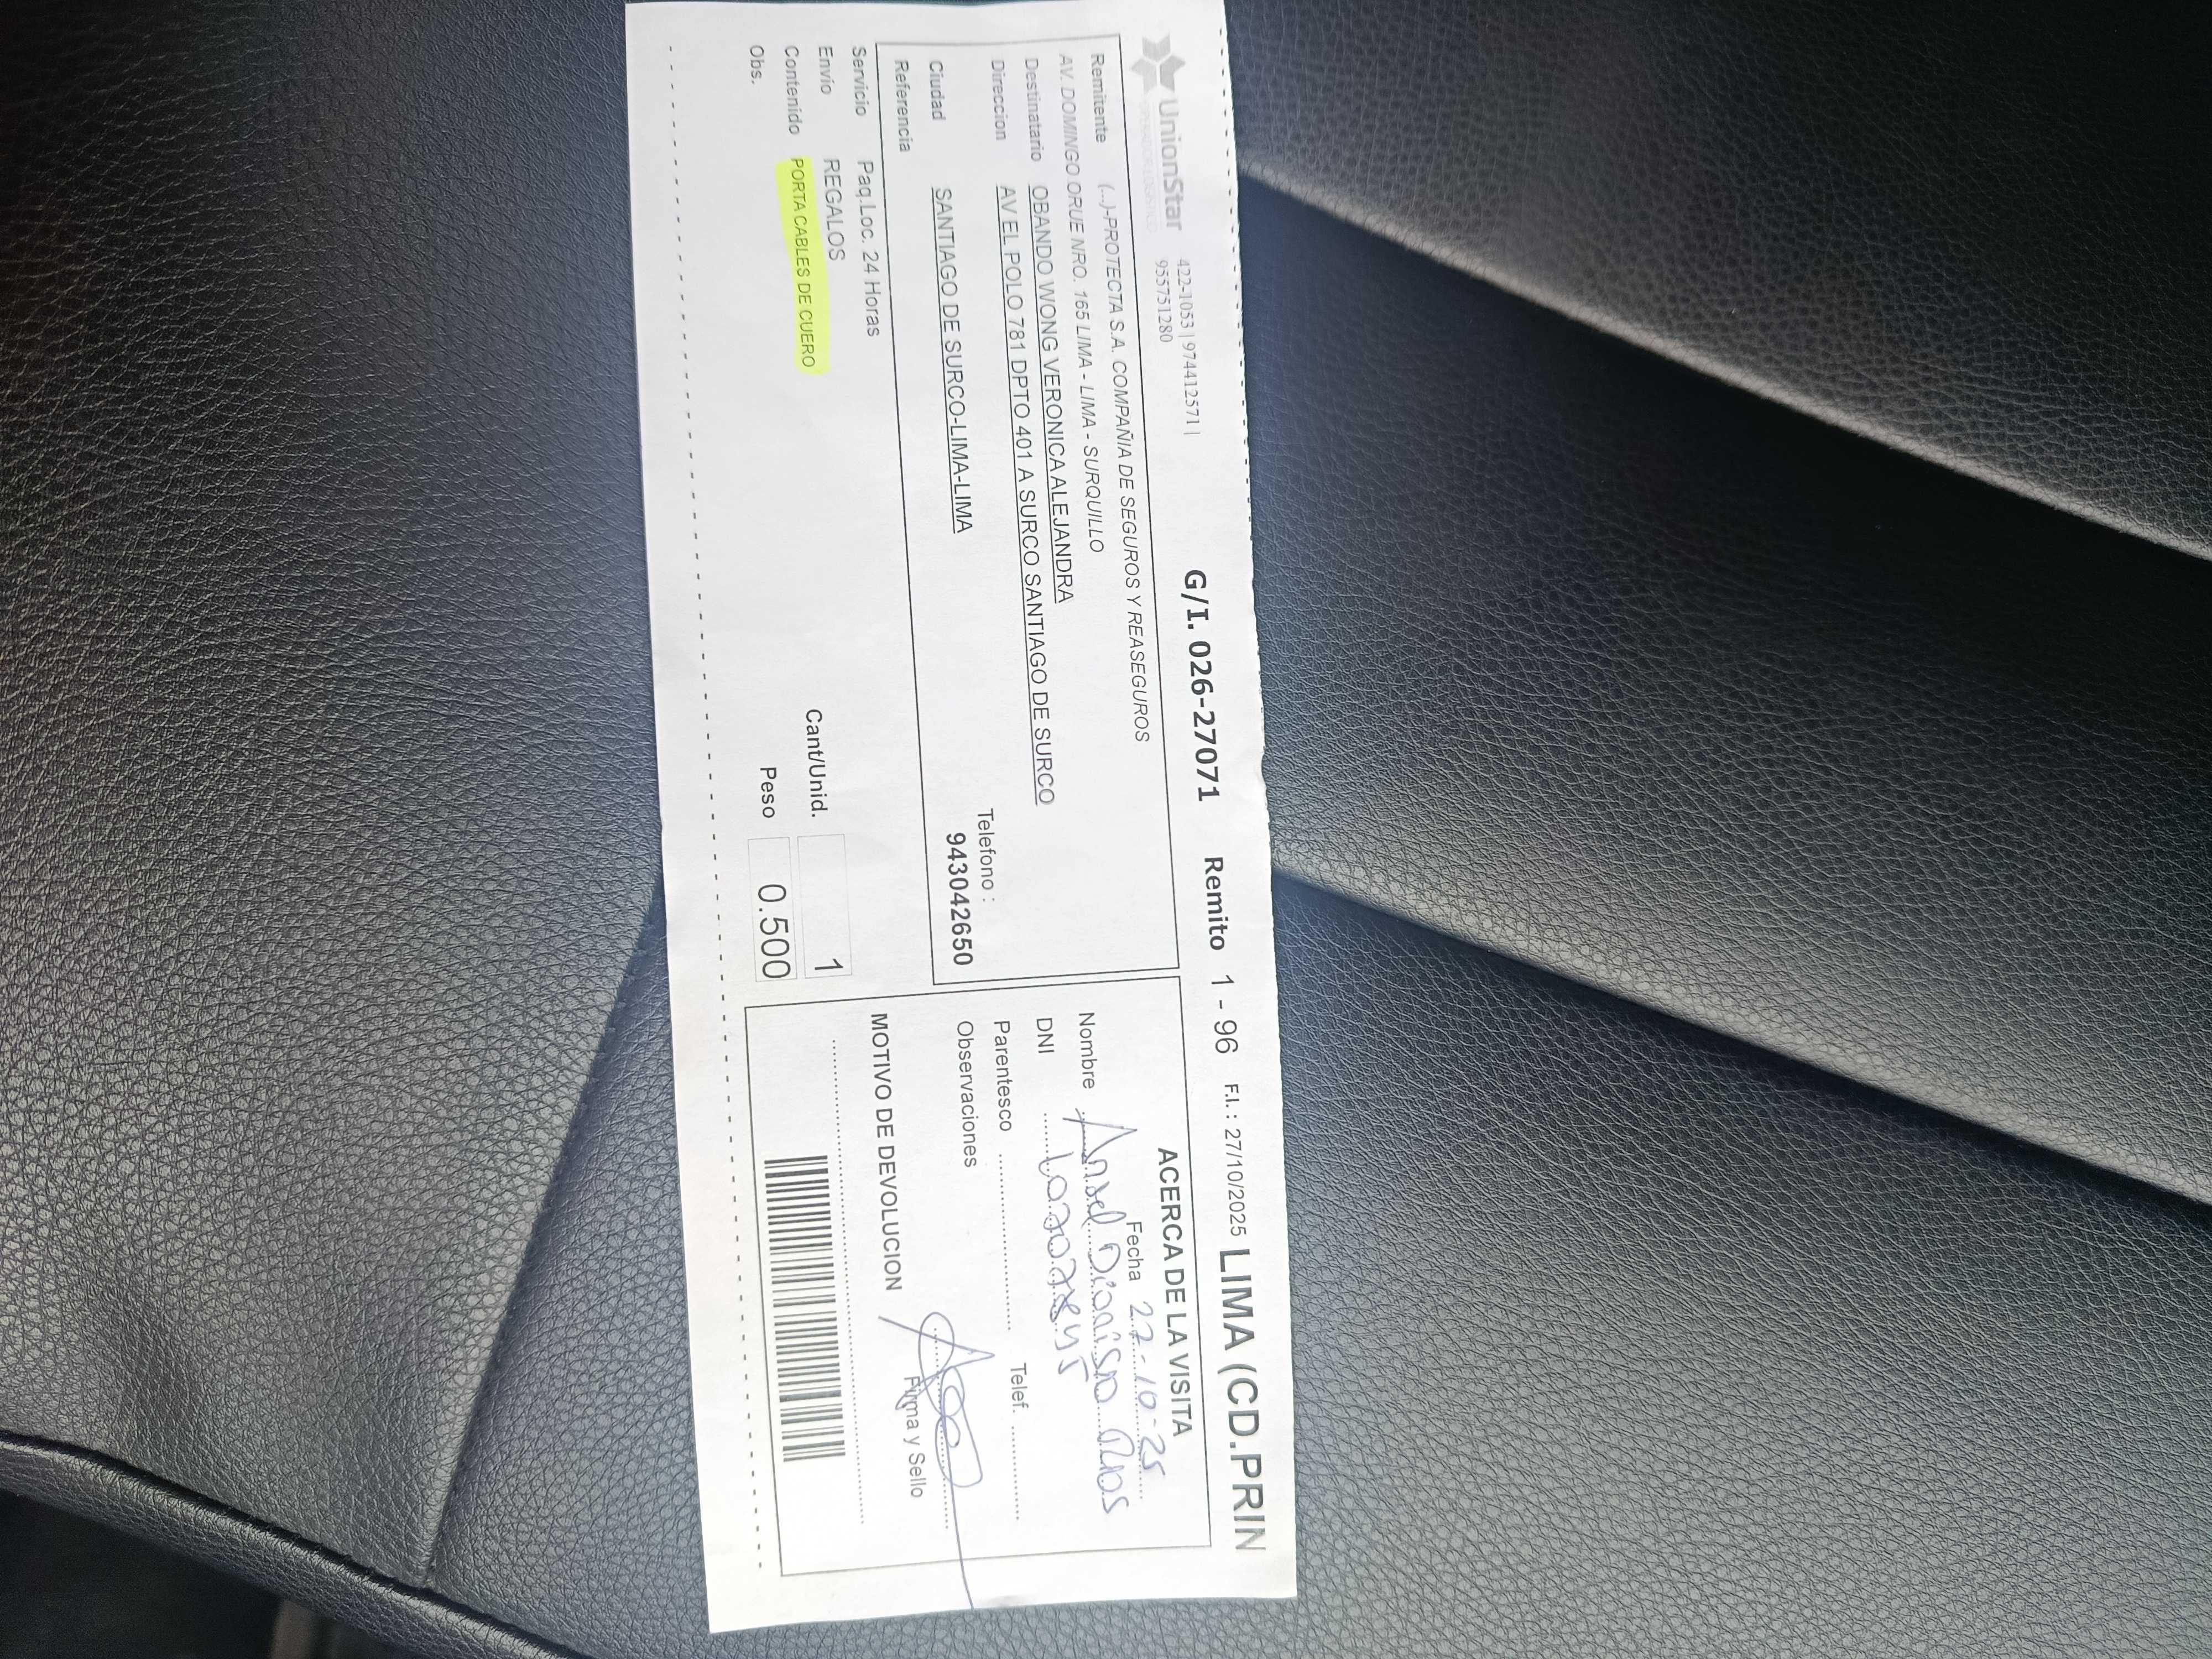 UnionStar
422-1053 | 974412571 |
955751280
G/I. 026-27071 Remito 1 - 96 F.I.: 27/10/2025 LIMA (CD.PRIN
Remitente (...)-PROTECTA S.A. COMPAÑIA DE SEGUROS Y REASEGUROS
AV. DOMINGO ORUE NRO. 165 LIMA - LIMA - SURQUILLO
Destinatario OBANDO WONG VERONICA ALEJANDRA
Direccion AV EL POLO 781 DPTO 401 A SURCO SANTIAGO DE SURCO
Telefono :
Ciudad SANTIAGO DE SURCO-LIMA-LIMA 943042650
Referencia
Servicio Paq.Loc. 24 Horas
Envio REGALOS
Cant/Unid. 1
Contenido PORTA CABLES DE CUERO
Peso 0.500
Obs.
ACERCA DE LA VISITA
Fecha 27-10-25
Nombre Angel Dionisio Rios
DNI
Parentesco Telef.
Observaciones
Firma y Sello
MOTIVO DE DEVOLUCION